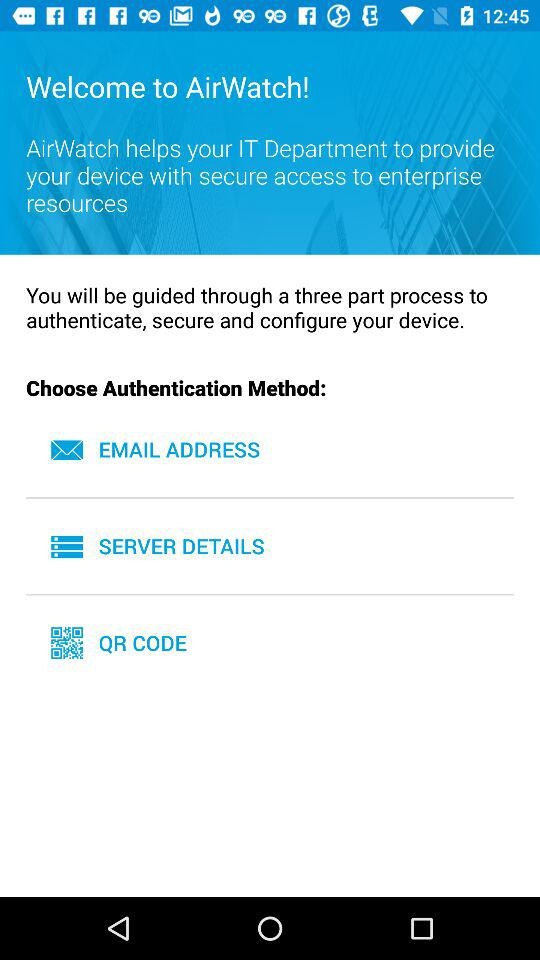 12:45
Welcome to AirWatch!
AirWatch helps your IT Department to provide
your device with secure access to enterprise
resources
You will be guided through a three part process to
authenticate, secure and configure your device.
Choose Authentication Method:
EMAIL ADDRESS
SERVER DETAILS
QR CODE